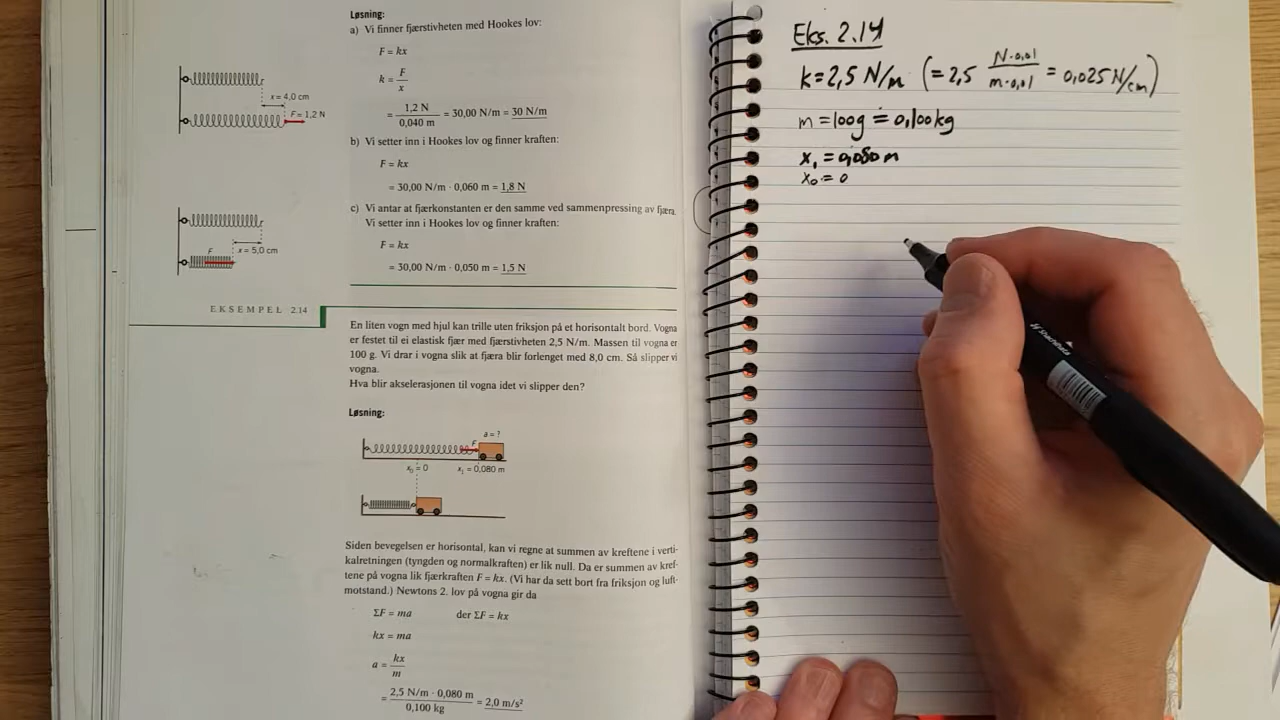 Løsning:
a) Vi finner fjærstivheten med Hookes lov:
F = kx
k = F/x
= 1,2 N/0,040 m = 30,00 N/m = 30 N/m
b) Vi setter inn i Hookes lov og finner kraften:
F = kx
= 30,00 N/m · 0,060 m = 1,8 N
c) Vi antar at fjærkonstanten er den samme ved sammenpressing av fjæra.
Vi setter inn i Hookes lov og finner kraften:
F = kx
= 30,00 N/m · 0,050 m = 1,5 N
x = 4,0 cm
F = 1,2 N
F
x = 5,0 cm
EKSEMPEL 2.14
En liten vogn med hjul kan trille uten friksjon på et horisontalt bord. Vogna
er festet til ei elastisk fjær med fjærstivheten 2,5 N/m. Massen til vogna er
100 g. Vi drar i vogna slik at fjæra blir forlenget med 8,0 cm. Så slipper vi
vogna.
Hva blir akselerasjonen til vogna idet vi slipper den?
Løsning:
a = ?
F
x₀ = 0
x₁ = 0,080 m
Siden bevegelsen er horisontal, kan vi regne at summen av kreftene i verti-
kalretningen (tyngden og normalkraften) er lik null. Da er summen av kref-
tene på vogna lik fjærkraften F = kx. (Vi har da sett bort fra friksjon og luft-
motstand.) Newtons 2. lov på vogna gir da
ΣF = ma der ΣF = kx
kx = ma
a = kx/m
= 2,5 N/m · 0,080 m/0,100 kg = 2,0 m/s²
Eks. 2.14
k = 2,5 N/m (= 2,5 N·0,01/m·0,01 = 0,025 N/cm)
m = 100g = 0,100kg
x₁ = 0,080 m
x₀ = 0